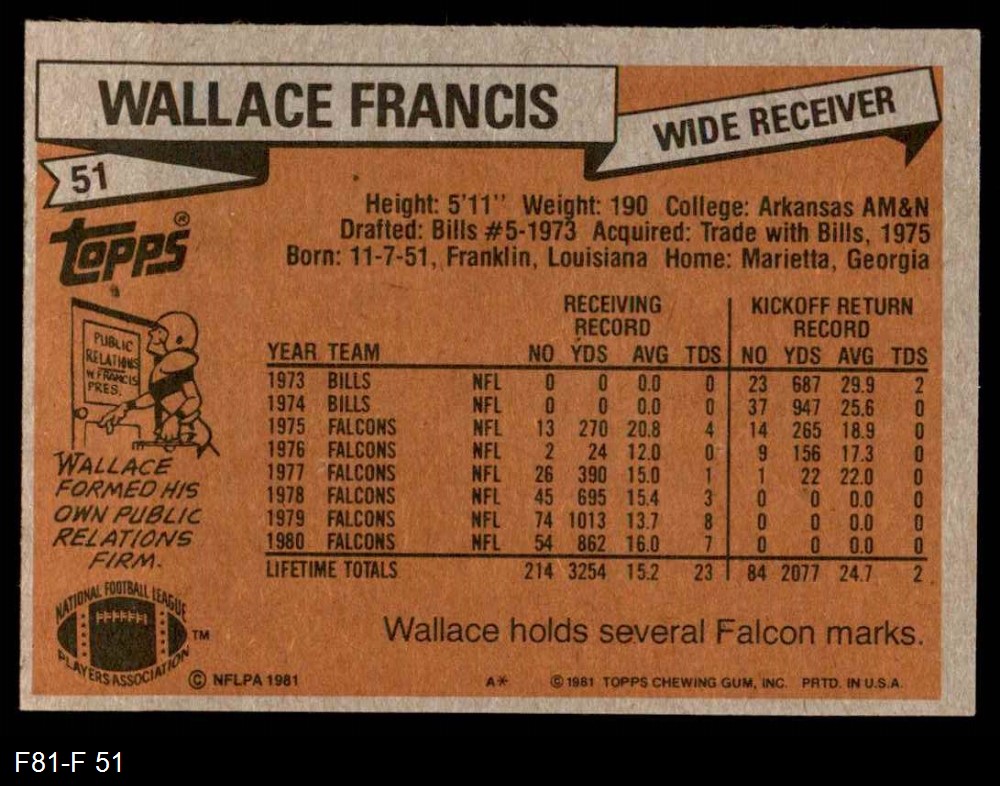 WALLACE FRANCIS
WIDE RECEIVER
51
Topps®
Height: 5'11" Weight: 190 College: Arkansas AM&N
Drafted: Bills #5-1973 Acquired: Trade with Bills, 1975
Born: 11-7-51, Franklin, Louisiana Home: Marietta, Georgia
PUBLIC
RELATIONS
W. FRANCIS
PRES.
WALLACE
FORMED HIS
OWN PUBLIC
RELATIONS
FIRM.
RECEIVING RECORD KICKOFF RETURN RECORD
YEAR TEAM NO YDS AVG TDS NO YDS AVG TDS
1973 BILLS NFL 0 0 0.0 0 23 687 29.9 2
1974 BILLS NFL 0 0 0.0 0 37 947 25.6 0
1975 FALCONS NFL 13 270 20.8 4 14 265 18.9 0
1976 FALCONS NFL 2 24 12.0 0 9 156 17.3 0
1977 FALCONS NFL 26 390 15.0 1 1 22 22.0 0
1978 FALCONS NFL 45 695 15.4 3 0 0 0.0 0
1979 FALCONS NFL 74 1013 13.7 8 0 0 0.0 0
1980 FALCONS NFL 54 862 16.0 7 0 0 0.0 0
LIFETIME TOTALS 214 3254 15.2 23 84 2077 24.7 2
Wallace holds several Falcon marks.
NATIONAL FOOTBALL LEAGUE
PLAYERS ASSOCIATION
TM
© NFLPA 1981 A* © 1981 TOPPS CHEWING GUM, INC. PRTD. IN U.S.A.
F81-F 51